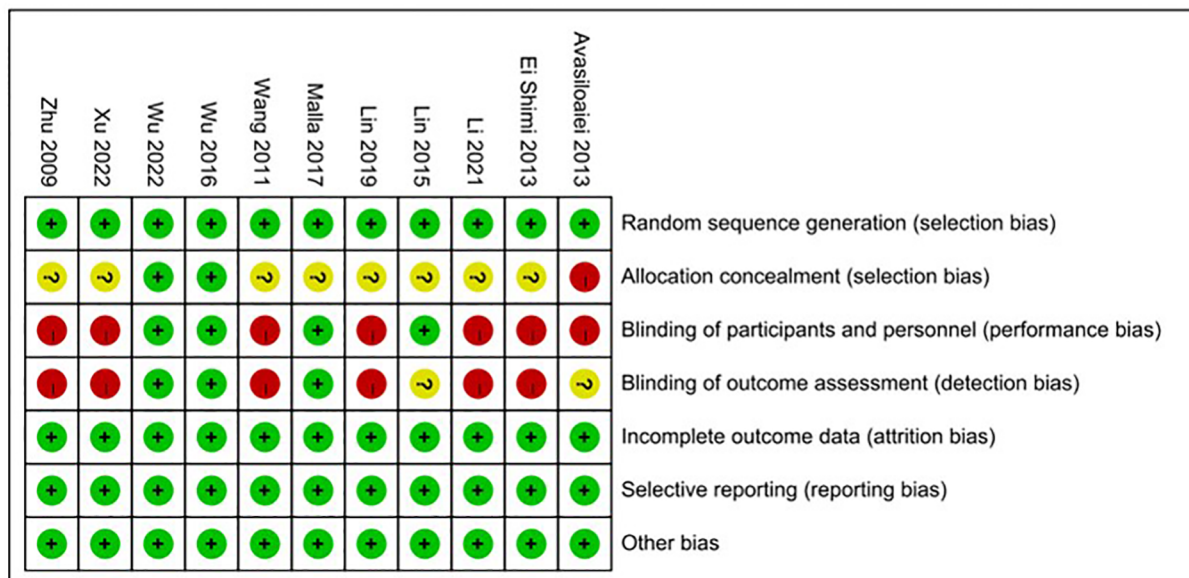 Zhu 2009
Xu 2022
Wu 2022
Wu 2016
Wang 2011
Malla 2017
Lin 2019
Lin 2015
Li 2021
Ei Shimi 2013
Avasiloaiei 2013
+ + + + + + + + + + + Random sequence generation (selection bias)
? ? + + ? ? ? ? ? ? − Allocation concealment (selection bias)
− − + + − + − + − − − Blinding of participants and personnel (performance bias)
− − + + − + − ? − − ? Blinding of outcome assessment (detection bias)
+ + + + + + + + + + + Incomplete outcome data (attrition bias)
+ + + + + + + + + + + Selective reporting (reporting bias)
+ + + + + + + + + + + Other bias